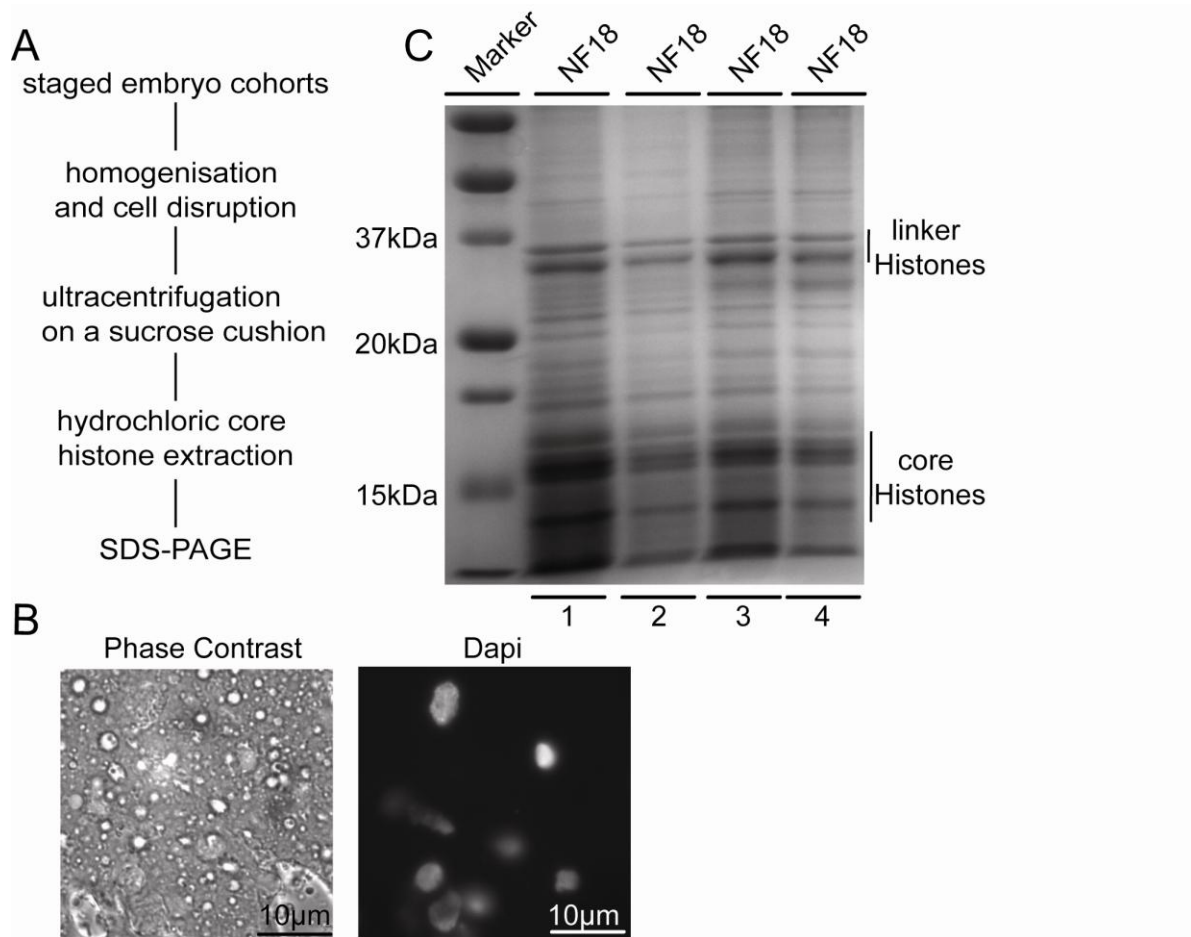 A
staged embryo cohorts
homogenisation
and cell disruption
ultracentrifugation
on a sucrose cushion
hydrochloric core
histone extraction
SDS-PAGE
C
Marker
NF18
NF18
NF18
NF18
37kDa
20kDa
15kDa
linker
Histones
core
Histones
1 2 3 4
B
Phase Contrast
Dapi
10µm
10µm